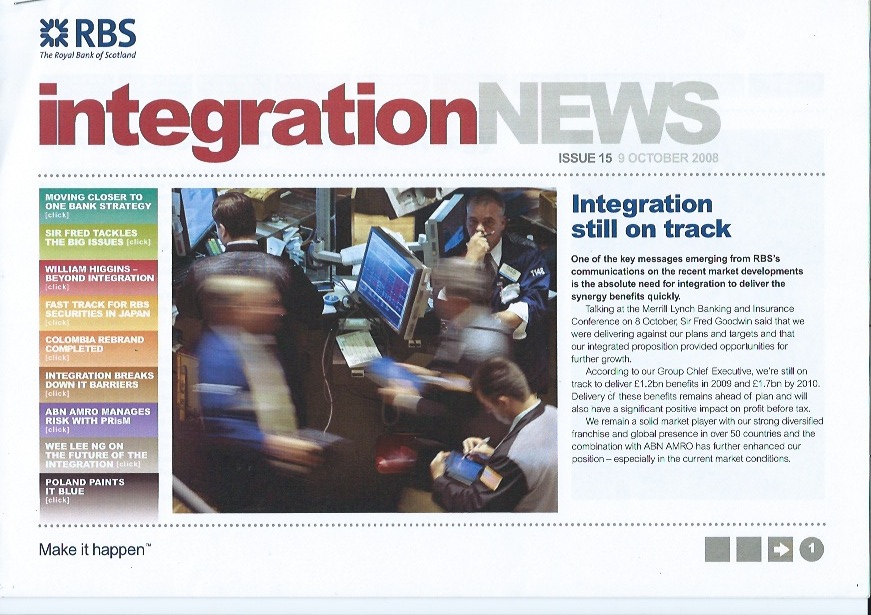 RBS
The Royal Bank of Scotland
integrationNEWS
ISSUE 15 9 OCTOBER 2008
MOVING CLOSER TO
ONE BANK STRATEGY
[click]
SIR FRED TACKLES
THE BIG ISSUES [click]
WILLIAM HIGGINS –
BEYOND INTEGRATION
[click]
FAST TRACK FOR RBS
SECURITIES IN JAPAN
[click]
COLOMBIA REBRAND
COMPLETED
[click]
INTEGRATION BREAKS
DOWN IT BARRIERS
[click]
ABN AMRO MANAGES
RISK WITH PRisM
[click]
WEE LEE NG ON
THE FUTURE OF THE
INTEGRATION [click]
POLAND PAINTS
IT BLUE
[click]
Integration
still on track
One of the key messages emerging from RBS's
communications on the recent market developments
is the absolute need for integration to deliver the
synergy benefits quickly.
Talking at the Merrill Lynch Banking and Insurance
Conference on 8 October, Sir Fred Goodwin said that we
were delivering against our plans and targets and that
our integrated proposition provided opportunities for
further growth.
According to our Group Chief Executive, we're still on
track to deliver £1.2bn benefits in 2009 and £1.7bn by 2010.
Delivery of these benefits remains ahead of plan and will
also have a significant positive impact on profit before tax.
We remain a solid market player with our strong diversified
franchise and global presence in over 50 countries and the
combination with ABN AMRO has further enhanced our
position – especially in the current market conditions.
Make it happen™
1